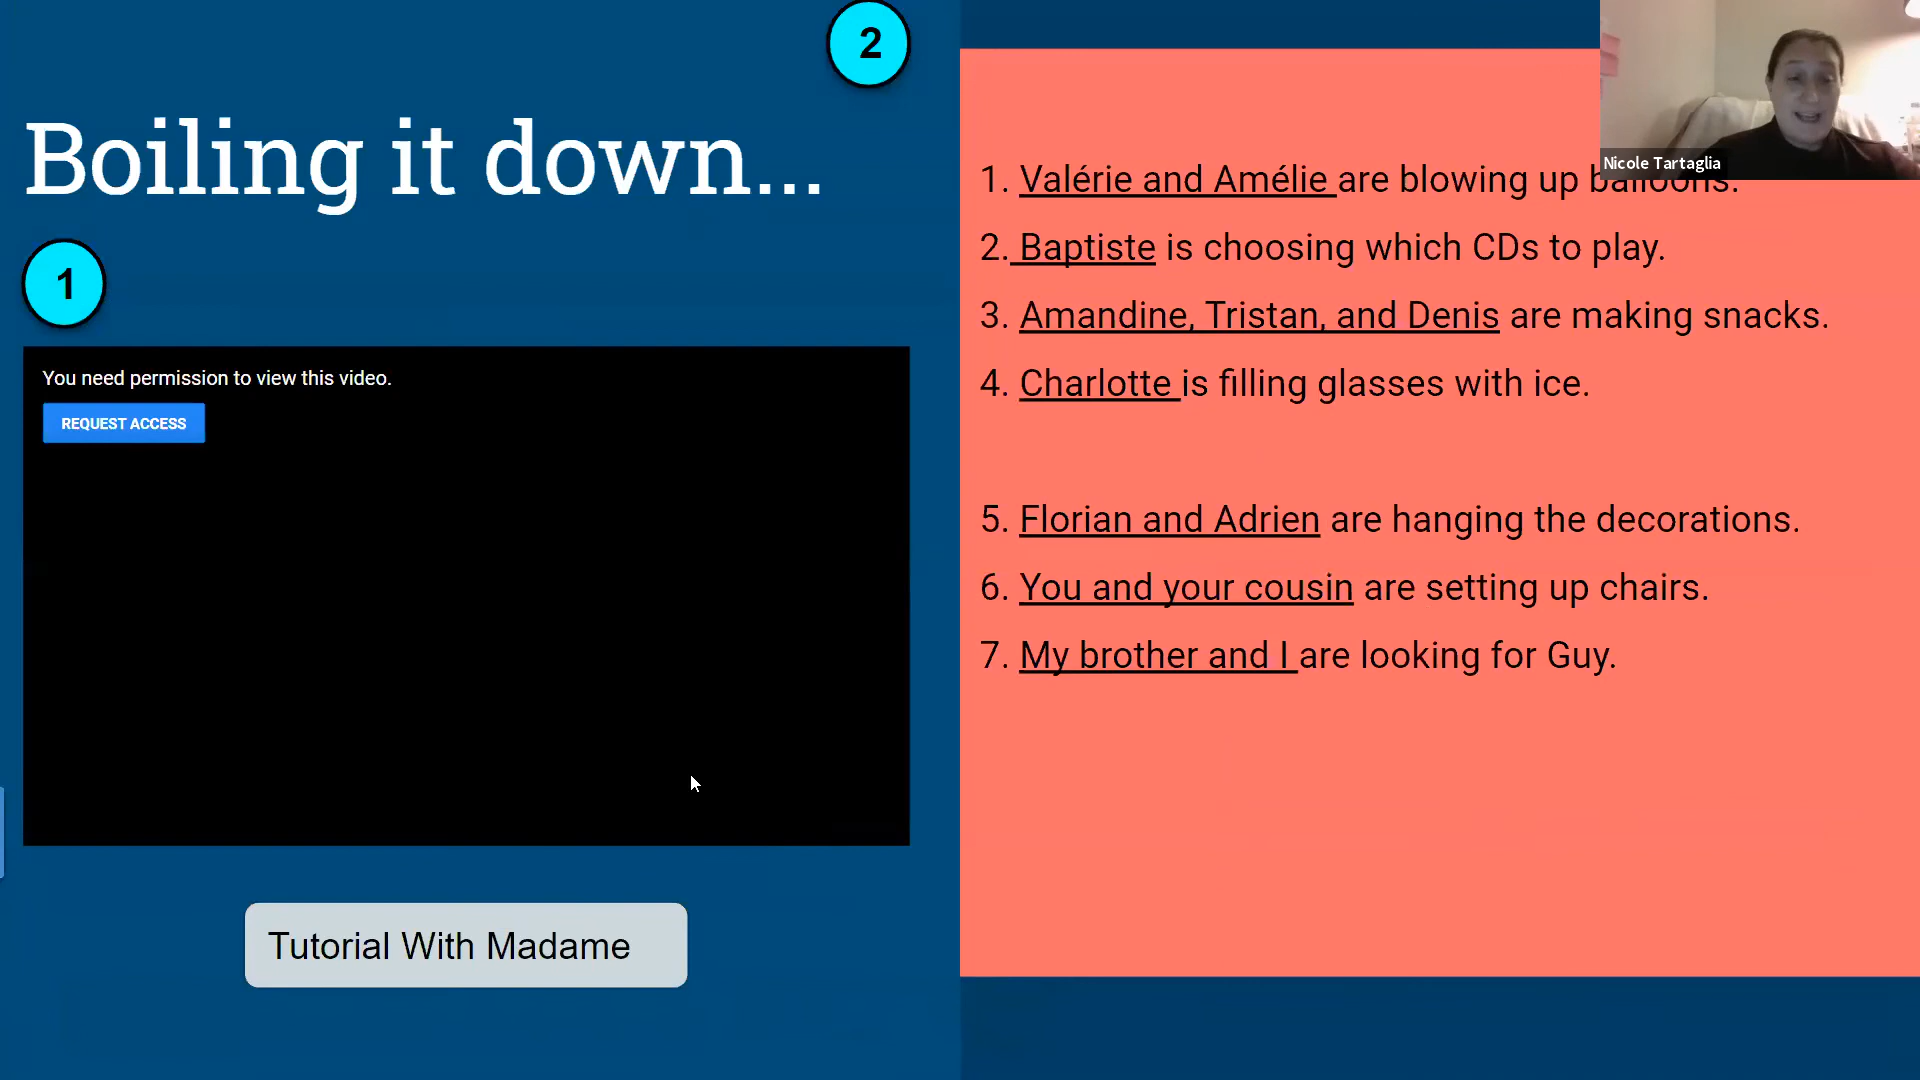 2
Boiling it down...
1
You need permission to view this video.
REQUEST ACCESS
Tutorial With Madame
Nicole Tartaglia
1. Valérie and Amélie are blowing up balloons.
2. Baptiste is choosing which CDs to play.
3. Amandine, Tristan, and Denis are making snacks.
4. Charlotte is filling glasses with ice.
5. Florian and Adrien are hanging the decorations.
6. You and your cousin are setting up chairs.
7. My brother and I are looking for Guy.